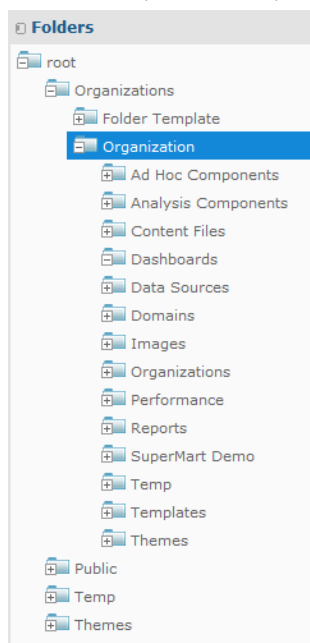 Folders
root
Organizations
Folder Template
Organization
Ad Hoc Components
Analysis Components
Content Files
Dashboards
Data Sources
Domains
Images
Organizations
Performance
Reports
SuperMart Demo
Temp
Templates
Themes
Public
Temp
Themes